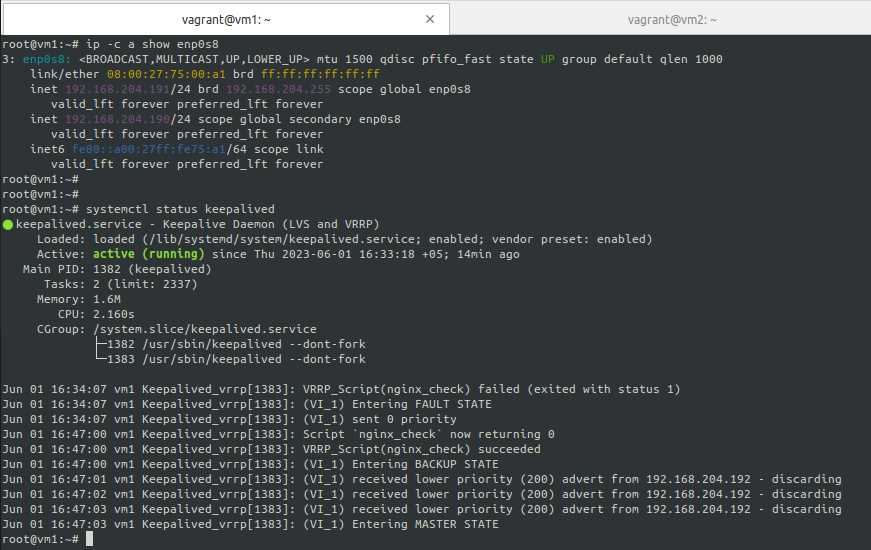 vagrant@vm1: ~ × vagrant@vm2: ~
root@vm1:~# ip -c a show enp0s8
3: enp0s8: <BROADCAST,MULTICAST,UP,LOWER_UP> mtu 1500 qdisc pfifo_fast state UP group default qlen 1000
    link/ether 08:00:27:75:00:a1 brd ff:ff:ff:ff:ff:ff
    inet 192.168.204.191/24 brd 192.168.204.255 scope global enp0s8
       valid_lft forever preferred_lft forever
    inet 192.168.204.190/24 scope global secondary enp0s8
       valid_lft forever preferred_lft forever
    inet6 fe80::a00:27ff:fe75:a1/64 scope link
       valid_lft forever preferred_lft forever
root@vm1:~#
root@vm1:~#
root@vm1:~# systemctl status keepalived
● keepalived.service - Keepalive Daemon (LVS and VRRP)
     Loaded: loaded (/lib/systemd/system/keepalived.service; enabled; vendor preset: enabled)
     Active: active (running) since Thu 2023-06-01 16:33:18 +05; 14min ago
   Main PID: 1382 (keepalived)
      Tasks: 2 (limit: 2337)
     Memory: 1.6M
        CPU: 2.160s
     CGroup: /system.slice/keepalived.service
             ├─1382 /usr/sbin/keepalived --dont-fork
             └─1383 /usr/sbin/keepalived --dont-fork
Jun 01 16:34:07 vm1 Keepalived_vrrp[1383]: VRRP_Script(nginx_check) failed (exited with status 1)
Jun 01 16:34:07 vm1 Keepalived_vrrp[1383]: (VI_1) Entering FAULT STATE
Jun 01 16:34:07 vm1 Keepalived_vrrp[1383]: (VI_1) sent 0 priority
Jun 01 16:47:00 vm1 Keepalived_vrrp[1383]: Script `nginx_check` now returning 0
Jun 01 16:47:00 vm1 Keepalived_vrrp[1383]: VRRP_Script(nginx_check) succeeded
Jun 01 16:47:00 vm1 Keepalived_vrrp[1383]: (VI_1) Entering BACKUP STATE
Jun 01 16:47:01 vm1 Keepalived_vrrp[1383]: (VI_1) received lower priority (200) advert from 192.168.204.192 - discarding
Jun 01 16:47:02 vm1 Keepalived_vrrp[1383]: (VI_1) received lower priority (200) advert from 192.168.204.192 - discarding
Jun 01 16:47:03 vm1 Keepalived_vrrp[1383]: (VI_1) received lower priority (200) advert from 192.168.204.192 - discarding
Jun 01 16:47:03 vm1 Keepalived_vrrp[1383]: (VI_1) Entering MASTER STATE
root@vm1:~#